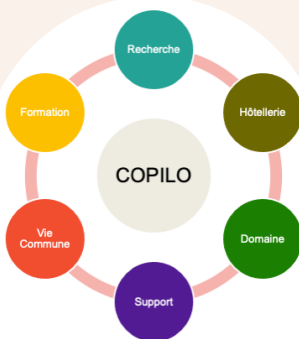 Recherche
Formation
Hôtellerie
COPILO
Vie
Commune
Domaine
Support